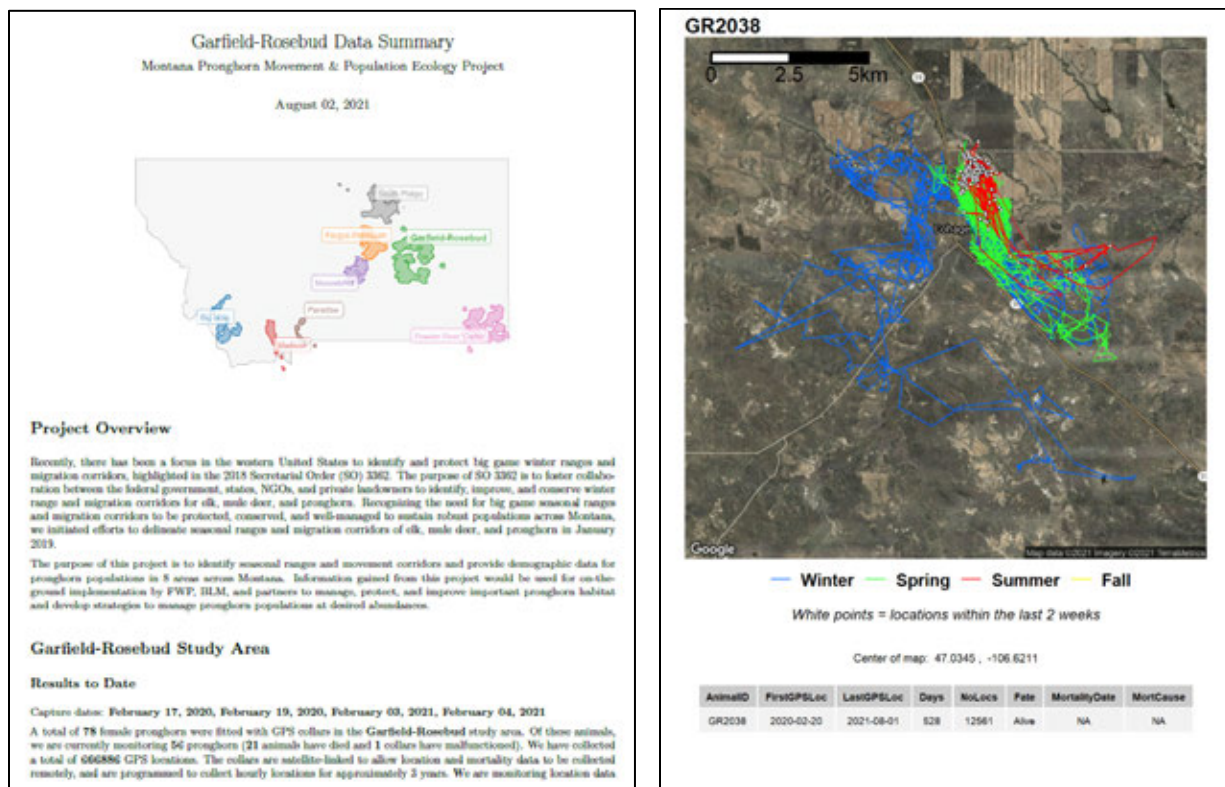 Garfield-Rosebud Data Summary
Montana Pronghorn Movement & Population Ecology Project
August 02, 2021
South Philips
Fergus-Petroleum
Garfield-Rosebud
Musselshell
Big Hole
Paradise
Madison
Powder River Carter
Project Overview
Recently, there has been a focus in the western United States to identify and protect big game winter ranges and
migration corridors, highlighted in the 2018 Secretarial Order (SO) 3362. The purpose of SO 3362 is to foster collabo-
ration between the federal government, states, NGOs, and private landowners to identify, improve, and conserve winter
range and migration corridors for elk, mule deer, and pronghorn. Recognizing the need for big game seasonal ranges
and migration corridors to be protected, conserved, and well-managed to sustain robust populations across Montana,
we initiated efforts to delineate seasonal ranges and migration corridors of elk, mule deer, and pronghorn in January
2019.
The purpose of this project is to identify seasonal ranges and movement corridors and provide demographic data for
pronghorn populations in 8 areas across Montana. Information gained from this project would be used for on-the-
ground implementation by FWP, BLM, and partners to manage, protect, and improve important pronghorn habitat
and develop strategies to manage pronghorn populations at desired abundances.
Garfield-Rosebud Study Area
Results to Date
Capture dates: February 17, 2020, February 19, 2020, February 03, 2021, February 04, 2021
A total of 78 female pronghorn were fitted with GPS collars in the Garfield-Rosebud study area. Of these animals,
we are currently monitoring 56 pronghorn (21 animals have died and 1 collars have malfunctioned). We have collected
a total of 666886 GPS locations. The collars are satellite-linked to allow location and mortality data to be collected
remotely, and are programmed to collect hourly locations for approximately 3 years. We are monitoring location data
GR2038
0 2.5 5km
Google
Map data ©2021 Imagery ©2021 TerraMetrics
Winter Spring Summer Fall
White points = locations within the last 2 weeks
Center of map: 47.0345 , -106.6211
AnimalID FirstGPSLoc LastGPSLoc Days NoLocs Fate MortalityDate MortCause
GR2038 2020-02-20 2021-08-01 528 12561 Alive NA NA